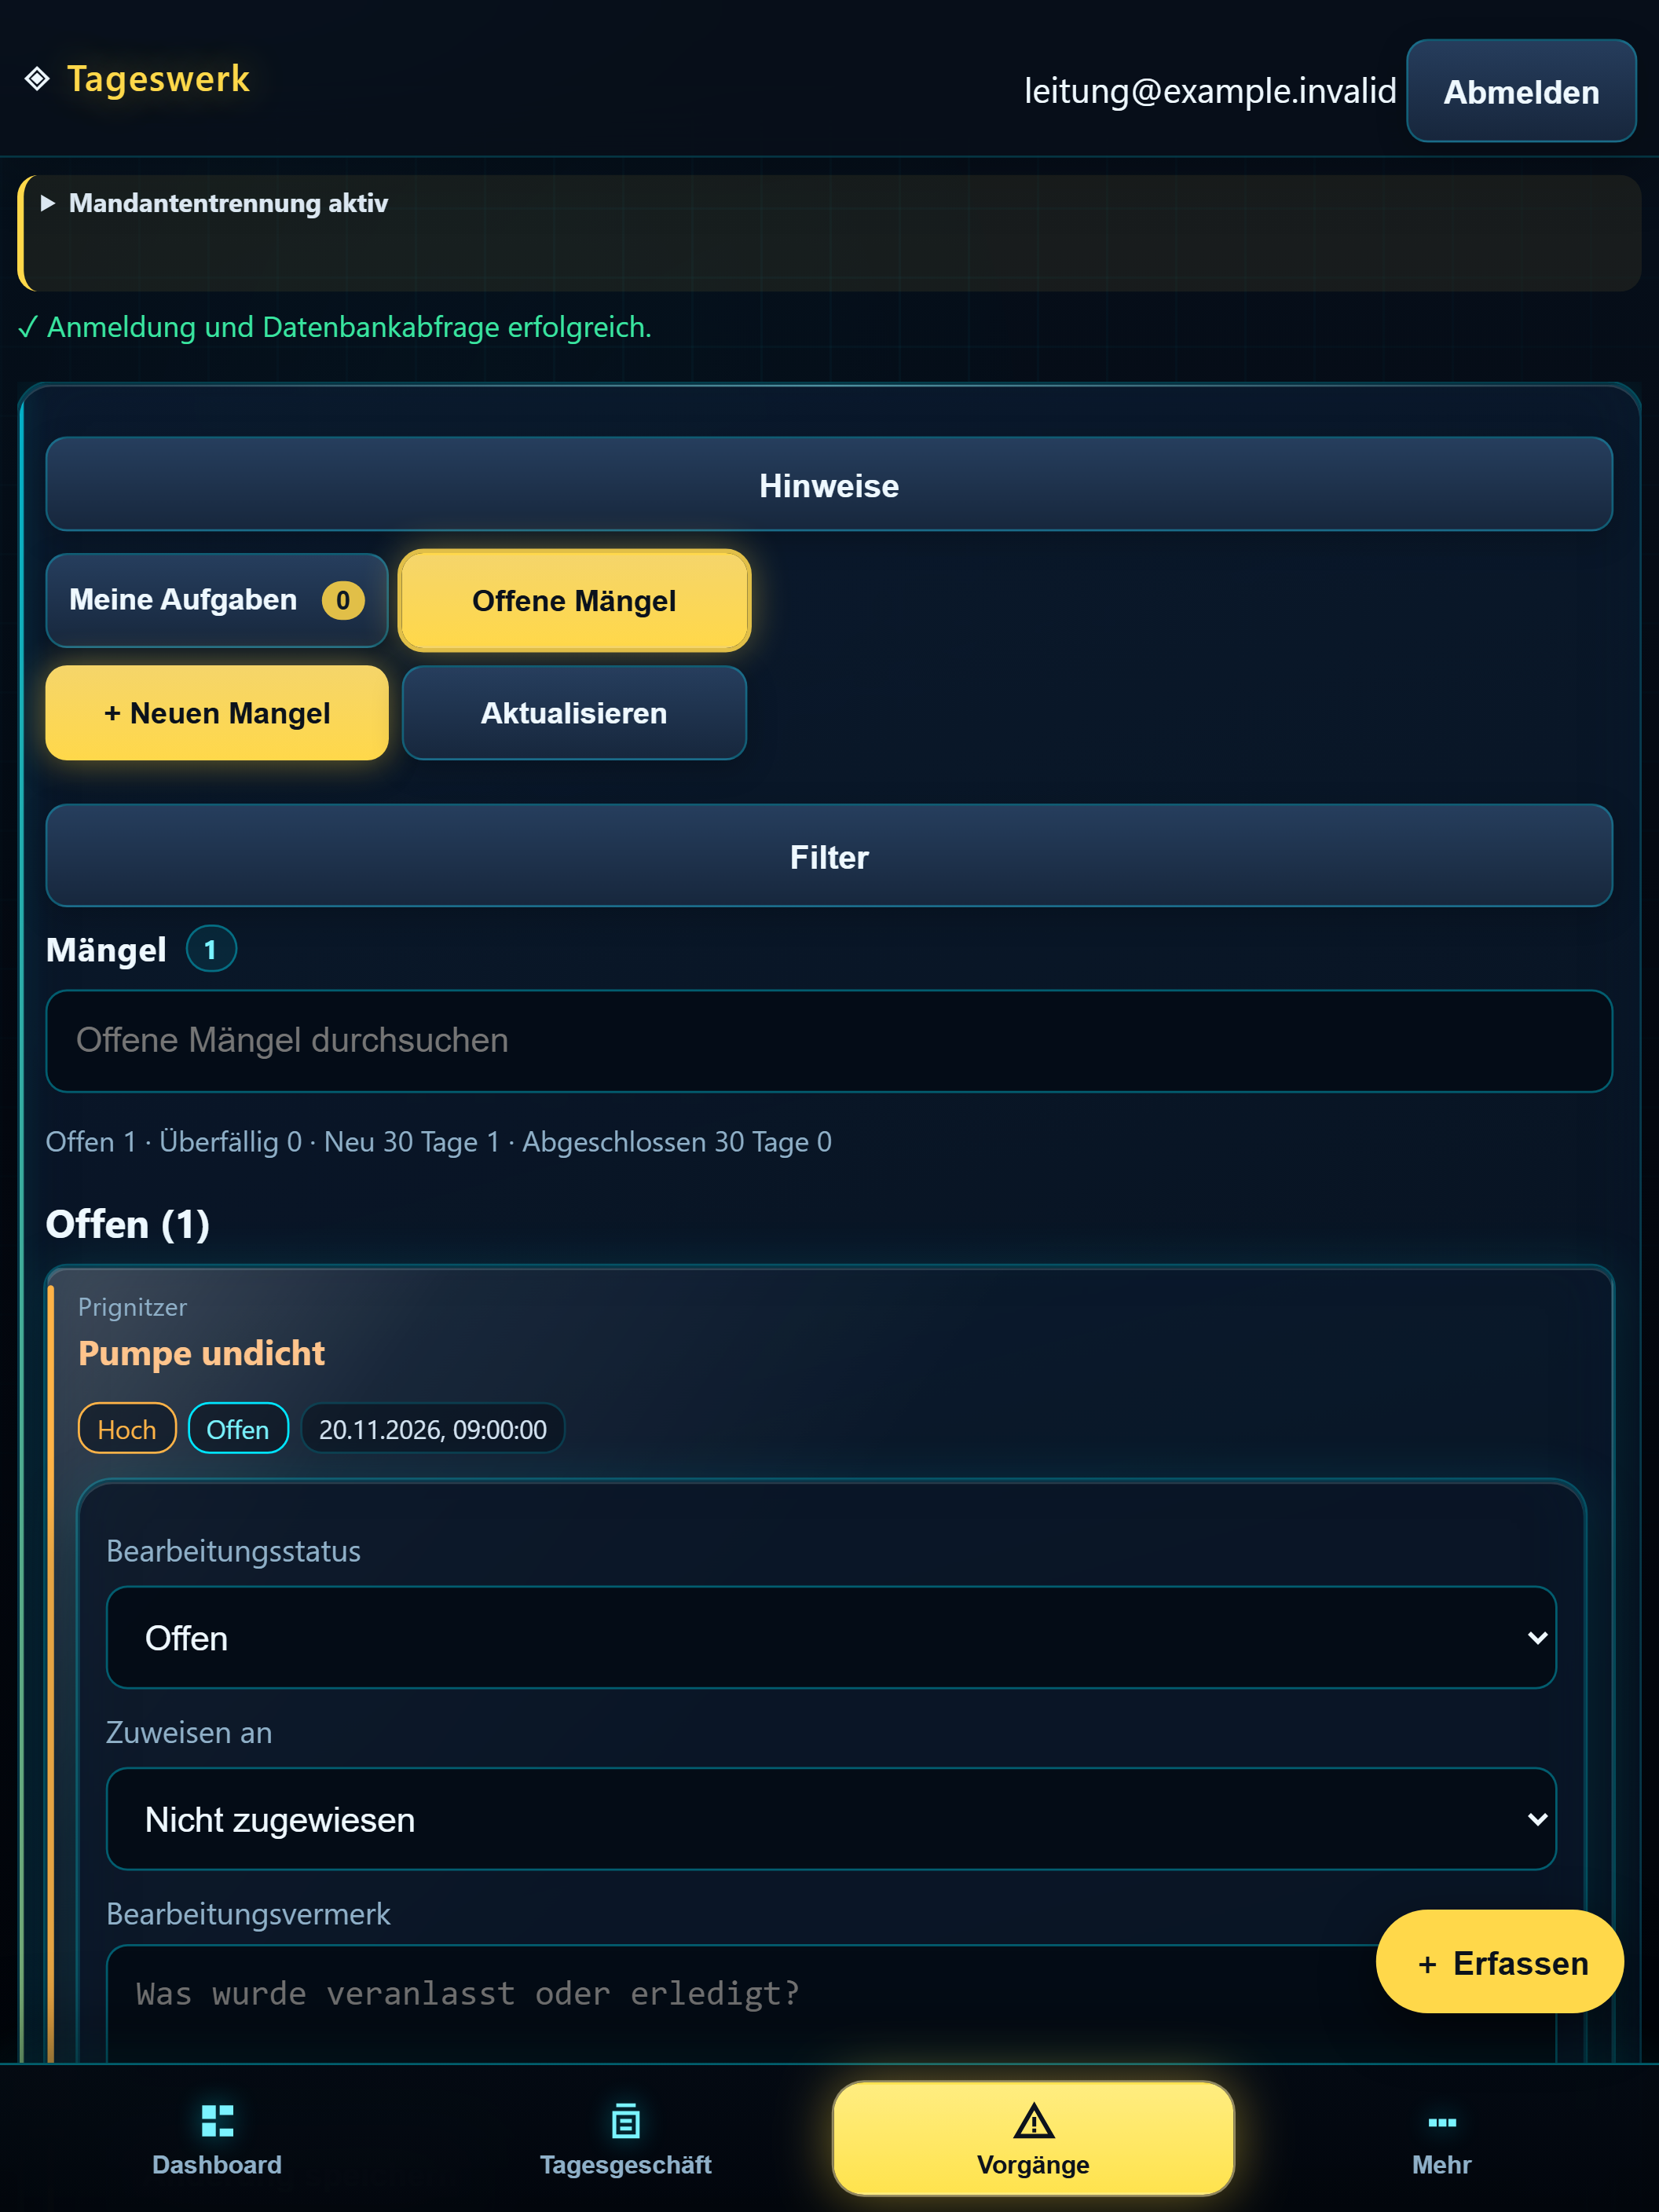 Tageswerk
leitung@example.invalid
Abmelden
Mandantentrennung aktiv
✓ Anmeldung und Datenbankabfrage erfolgreich.
Hinweise
Meine Aufgaben 0
Offene Mängel
+ Neuen Mangel
Aktualisieren
Filter
Mängel 1
Offene Mängel durchsuchen
Offen 1 · Überfällig 0 · Neu 30 Tage 1 · Abgeschlossen 30 Tage 0
Offen (1)
Prignitzer
Pumpe undicht
Hoch
Offen
20.11.2026, 09:00:00
Bearbeitungsstatus
Offen
Zuweisen an
Nicht zugewiesen
Bearbeitungsvermerk
Was wurde veranlasst oder erledigt?
+ Erfassen
Dashboard
Tagesgeschäft
Vorgänge
Mehr